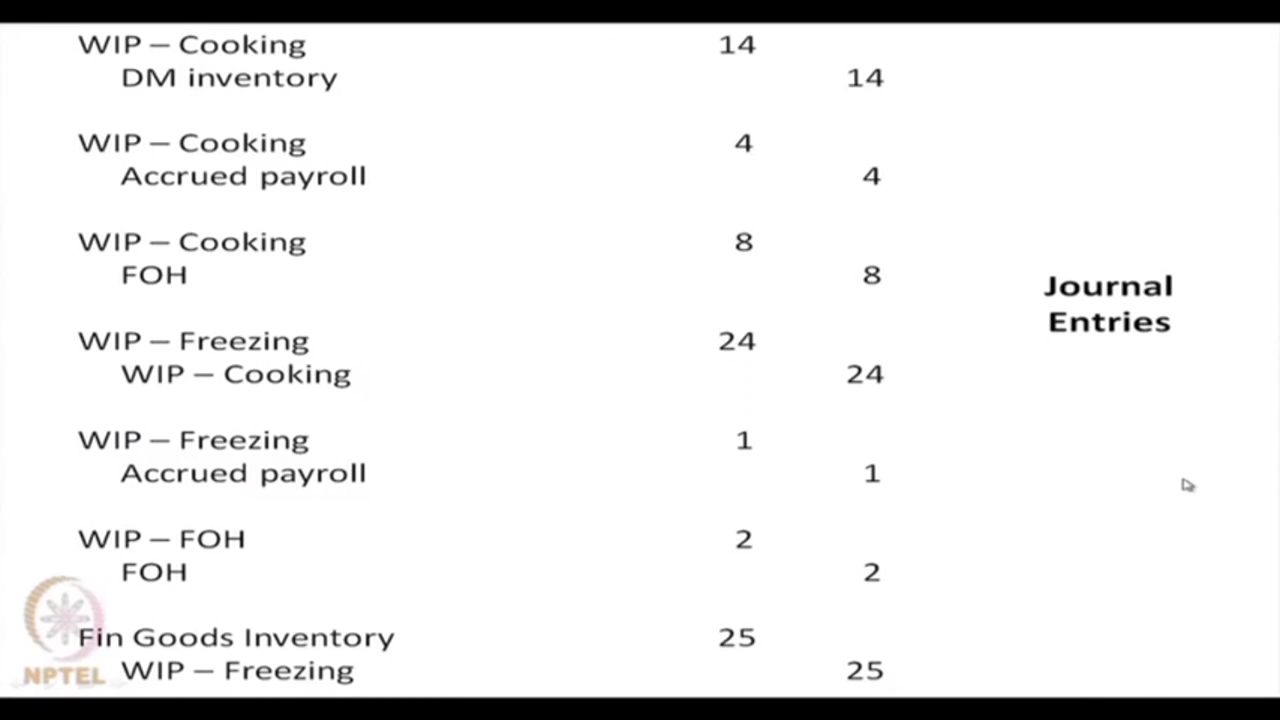 WIP – Cooking 14
DM inventory 14
WIP – Cooking 4
Accrued payroll 4
WIP – Cooking 8
FOH 8
Journal
Entries
WIP – Freezing 24
WIP – Cooking 24
WIP – Freezing 1
Accrued payroll 1
WIP – FOH 2
FOH 2
Fin Goods Inventory 25
WIP – Freezing 25
NPTEL